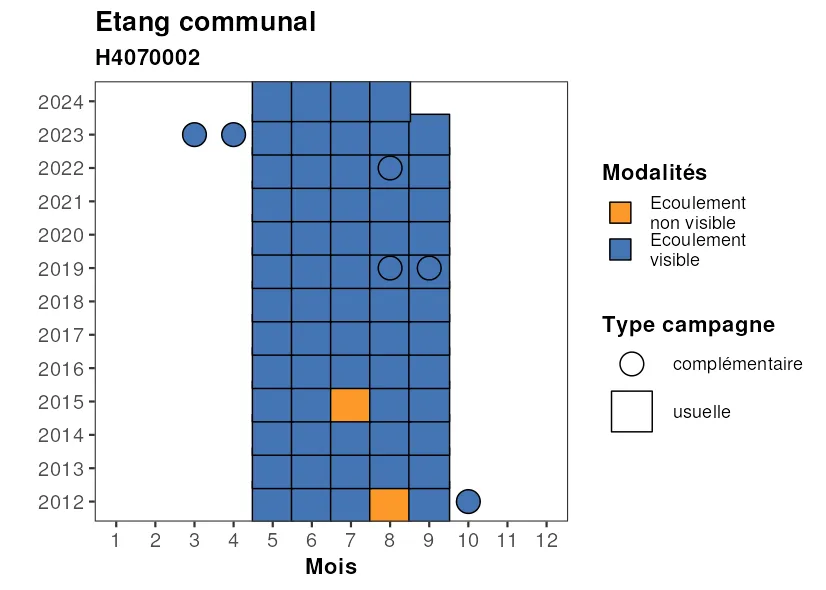 Etang communal
H4070002
2024
2023
2022
2021
2020
2019
2018
2017
2016
2015
2014
2013
2012
1 2 3 4 5 6 7 8 9 10 11 12
Mois
Modalités
Ecoulement
non visible
Ecoulement
visible
Type campagne
complémentaire
usuelle